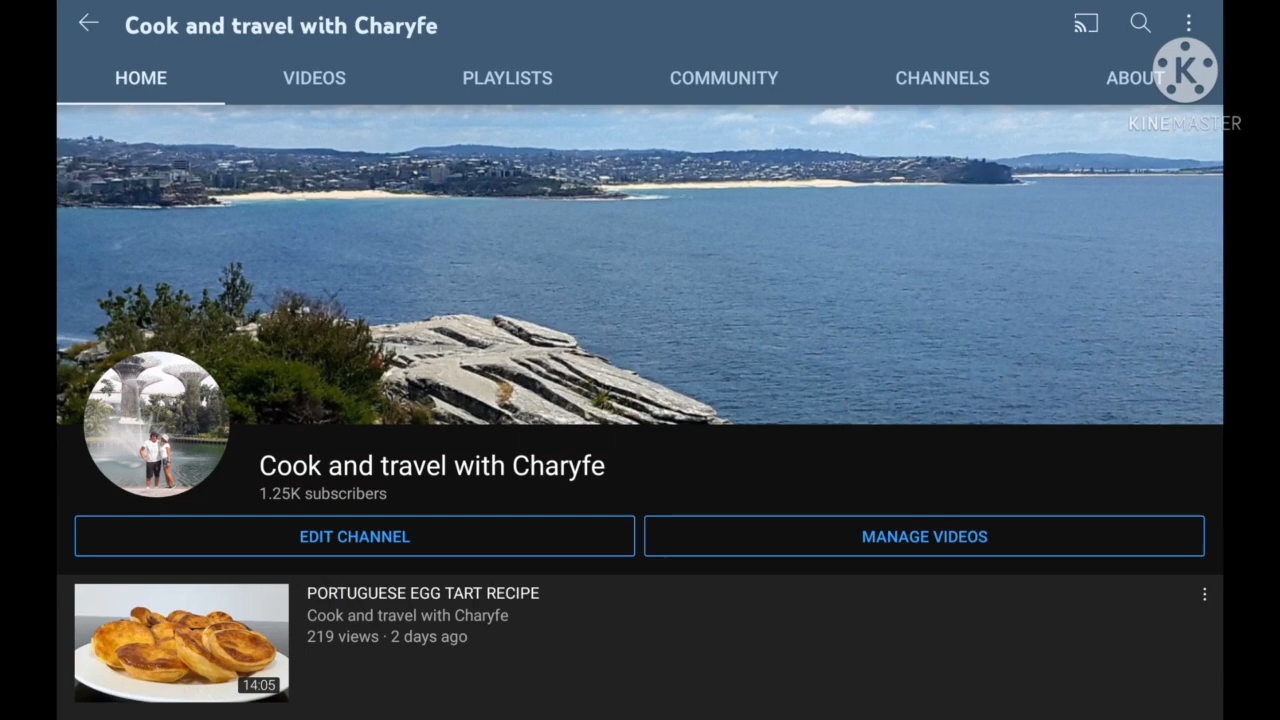 Cook and travel with Charyfe
HOME VIDEOS PLAYLISTS COMMUNITY CHANNELS ABOUT
K
KINEMASTER
Cook and travel with Charyfe
1.25K subscribers
EDIT CHANNEL MANAGE VIDEOS
PORTUGUESE EGG TART RECIPE
Cook and travel with Charyfe
219 views · 2 days ago
14:05